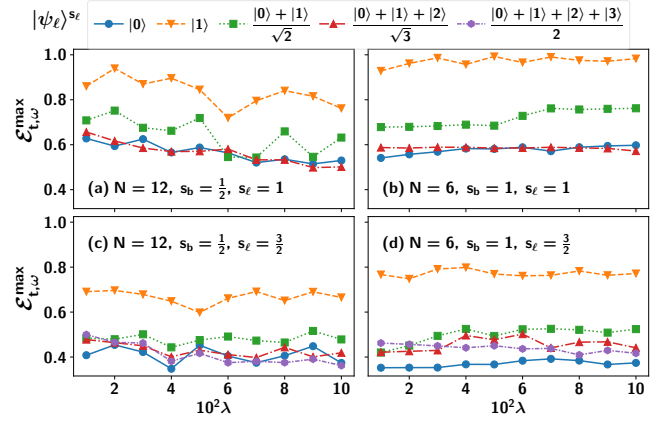 |ψ_ℓ⟩^{s_ℓ} |0⟩ |1⟩ (|0⟩ + |1⟩)/√2 (|0⟩ + |1⟩ + |2⟩)/√3 (|0⟩ + |1⟩ + |2⟩ + |3⟩)/2
1.0
0.8
0.6
0.4
ℰ^{max}_{t,ω}
(a) N = 12, s_b = 1/2, s_ℓ = 1
(b) N = 6, s_b = 1, s_ℓ = 1
1.0
0.8
0.6
0.4
ℰ^{max}_{t,ω}
(c) N = 12, s_b = 1/2, s_ℓ = 3/2
(d) N = 6, s_b = 1, s_ℓ = 3/2
2 4 6 8 10
2 4 6 8 10
10²λ
10²λ